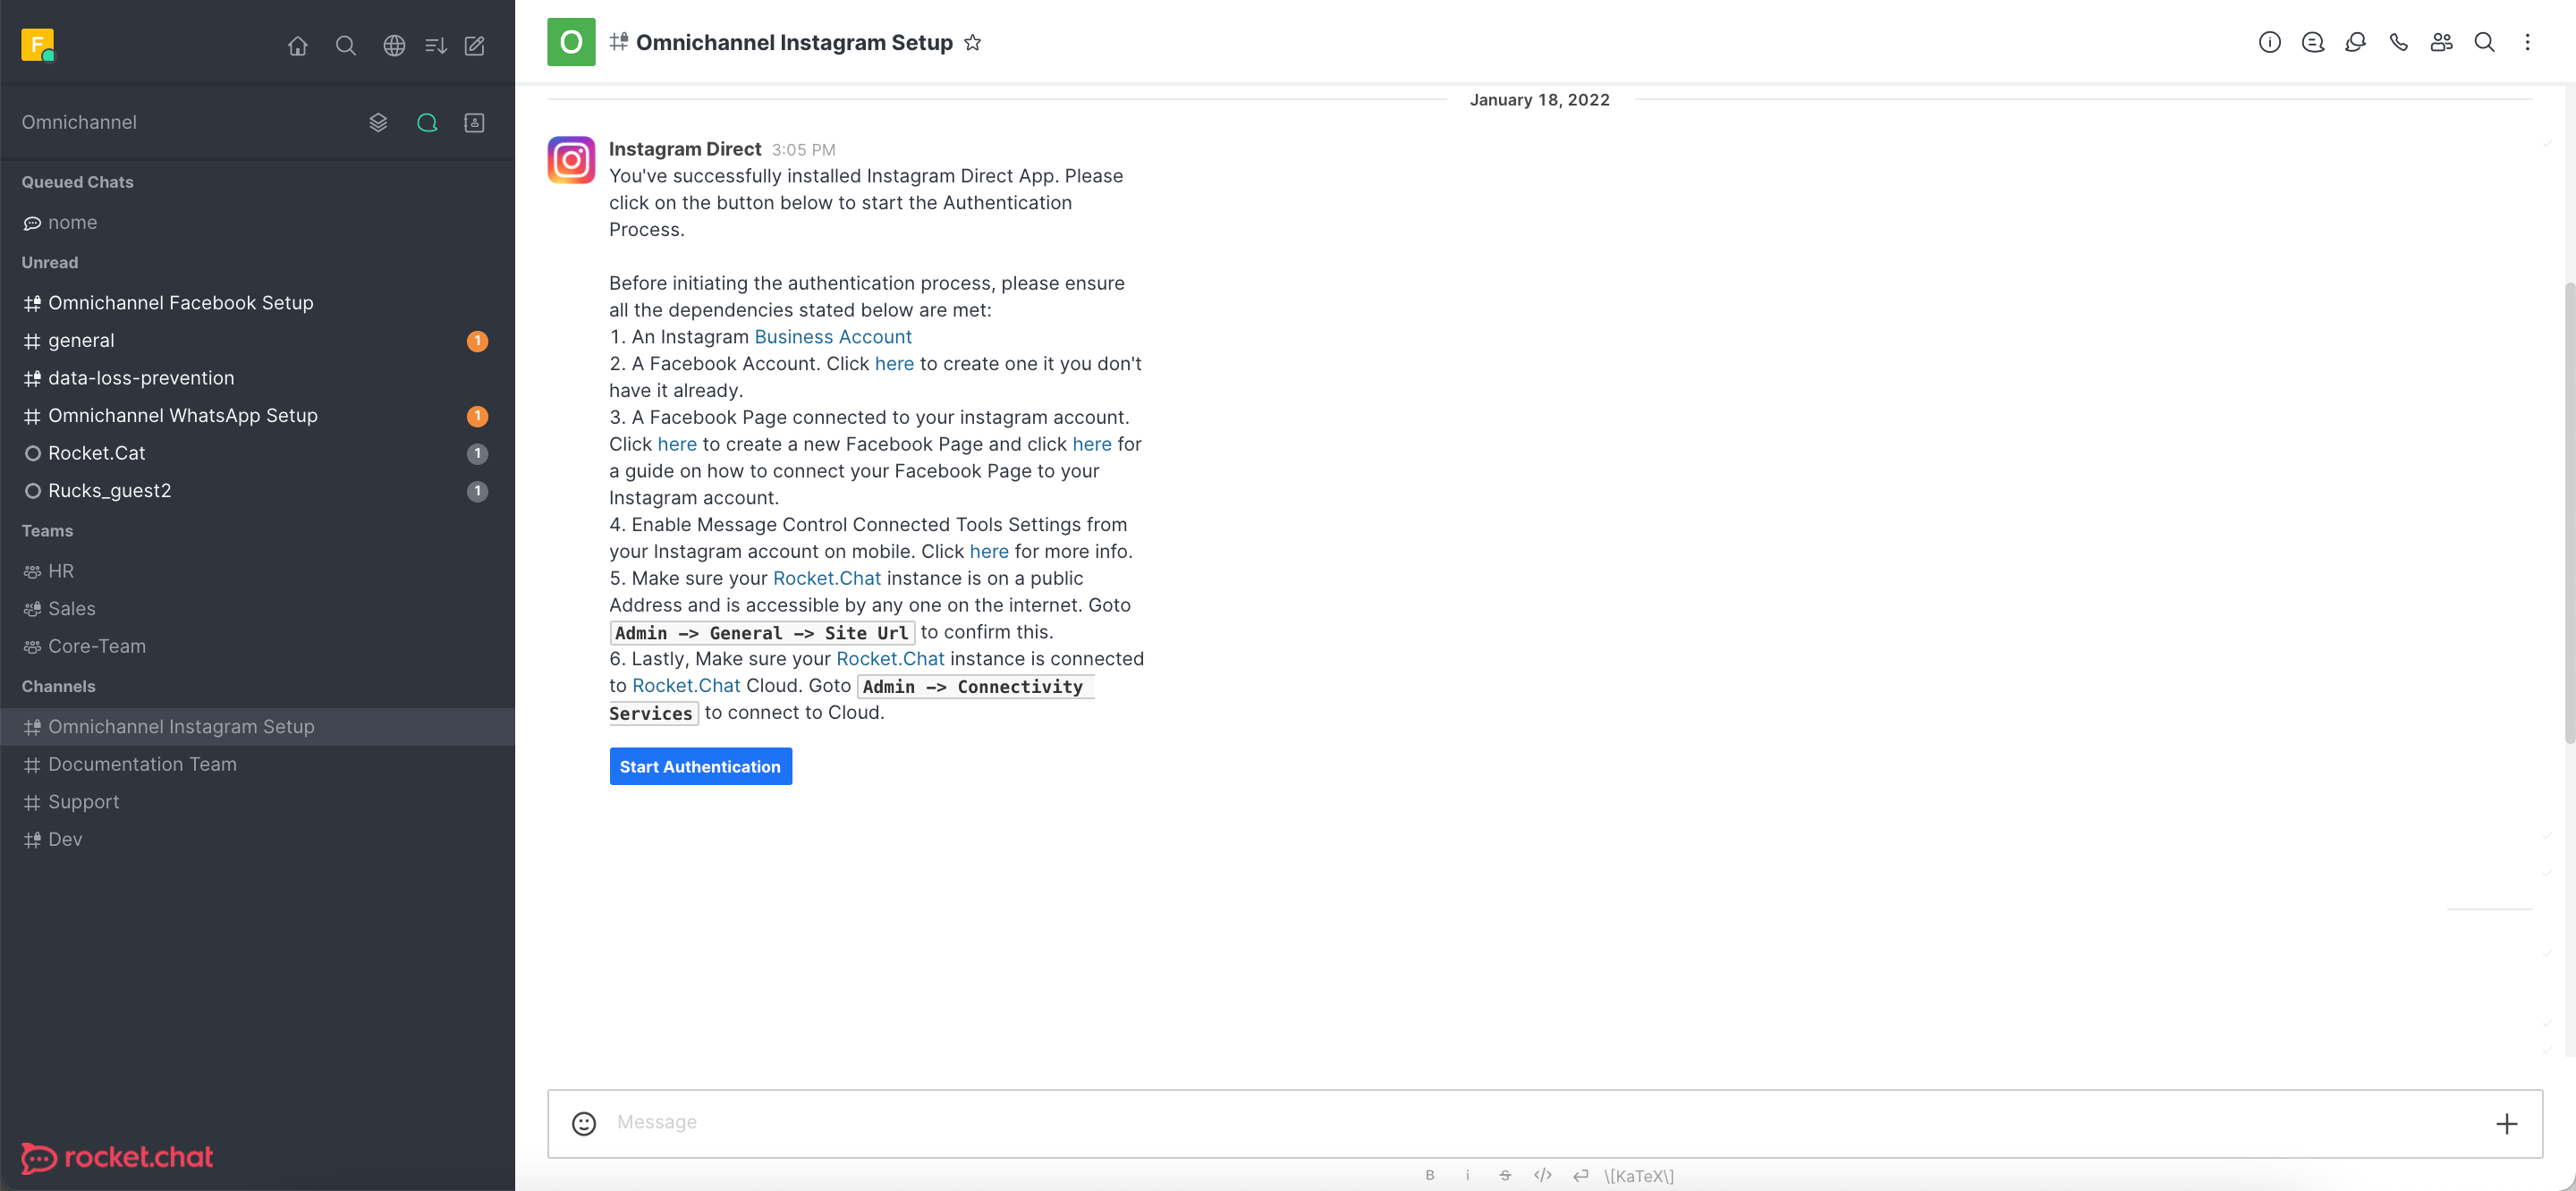 F
Omnichannel
Queued Chats
nome
Unread
Omnichannel Facebook Setup
general 1
data-loss-prevention
Omnichannel WhatsApp Setup 1
Rocket.Cat 1
Rucks_guest2 1
Teams
HR
Sales
Core-Team
Channels
Omnichannel Instagram Setup
Documentation Team
Support
Dev
rocket.chat
O Omnichannel Instagram Setup
January 18, 2022
Instagram Direct 3:05 PM
You've successfully installed Instagram Direct App. Please
click on the button below to start the Authentication
Process.
Before initiating the authentication process, please ensure
all the dependencies stated below are met:
1. An Instagram Business Account
2. A Facebook Account. Click here to create one it you don't
have it already.
3. A Facebook Page connected to your instagram account.
Click here to create a new Facebook Page and click here for
a guide on how to connect your Facebook Page to your
Instagram account.
4. Enable Message Control Connected Tools Settings from
your Instagram account on mobile. Click here for more info.
5. Make sure your Rocket.Chat instance is on a public
Address and is accessible by any one on the internet. Goto
Admin -> General -> Site Url to confirm this.
6. Lastly, Make sure your Rocket.Chat instance is connected
to Rocket.Chat Cloud. Goto Admin -> Connectivity
Services to connect to Cloud.
Start Authentication
Message
B i S </> \[KaTeX\]